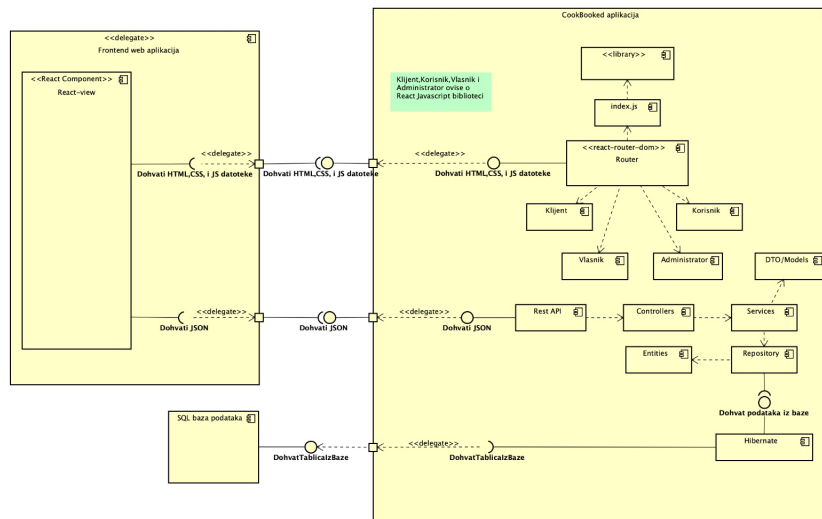 CookBooked aplikacija
<<delegate>>
Frontend web aplikacija
<<React Component>>
React-view
Klijent,Korisnik,Vlasnik i
Administrator ovise o
React Javascript biblioteci
<<library>>
index.js
<<react-router-dom>>
Router
<<delegate>>
Dohvati HTML,CSS, i JS datoteke
Dohvati HTML,CSS, i JS datoteke
<<delegate>>
Dohvati HTML,CSS, i JS datoteke
Klijent
Korisnik
Vlasnik
Administrator
DTO/Models
<<delegate>>
Dohvati JSON
Dohvati JSON
<<delegate>>
Dohvati JSON
Rest API
Controllers
Services
Entities
Repository
Dohvat podataka iz baze
SQL baza podataka
DohvatTablicaIzBaze
<<delegate>>
DohvatTablicaIzBaze
Hibernate